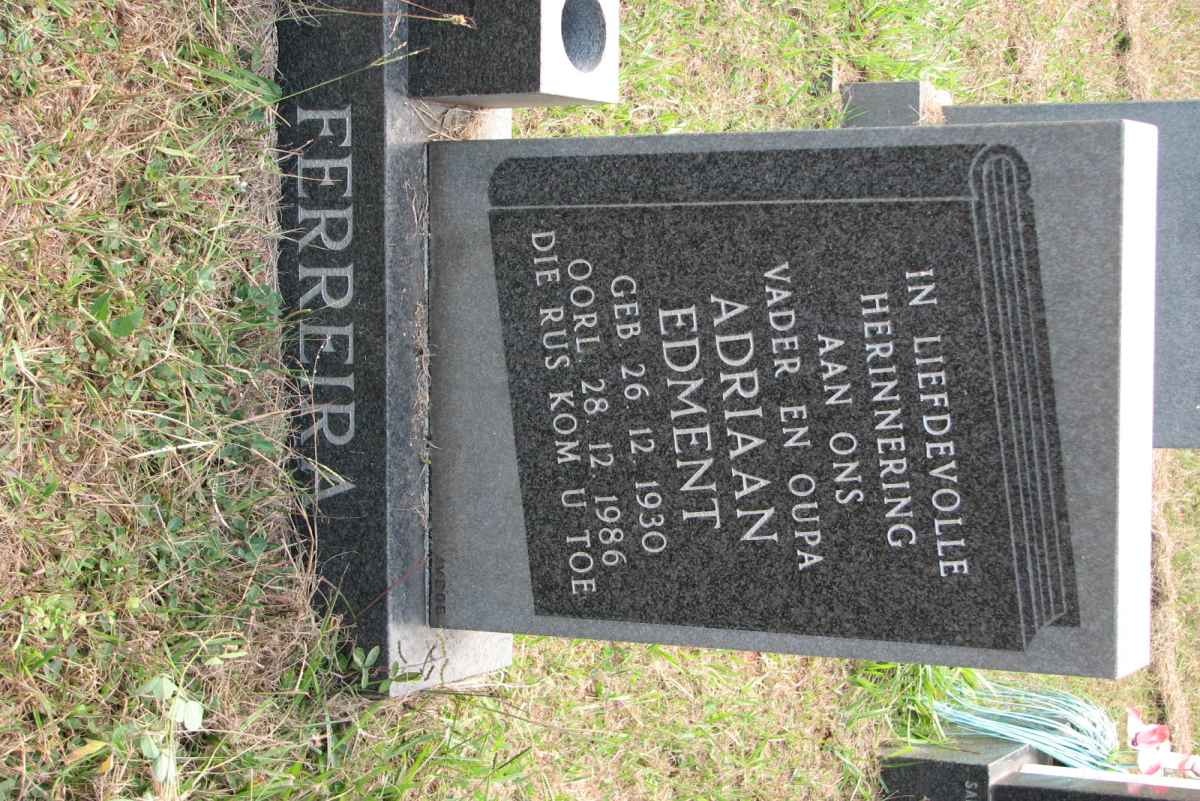 IN LIEFDEVOLLE
HERINNERING
AAN ONS
VADER EN OUPA
ADRIAAN
EDMENT
GEB 26. 12. 1930
OORL 28. 12. 1986
DIE RUS KOM U TOE
FERREIRA